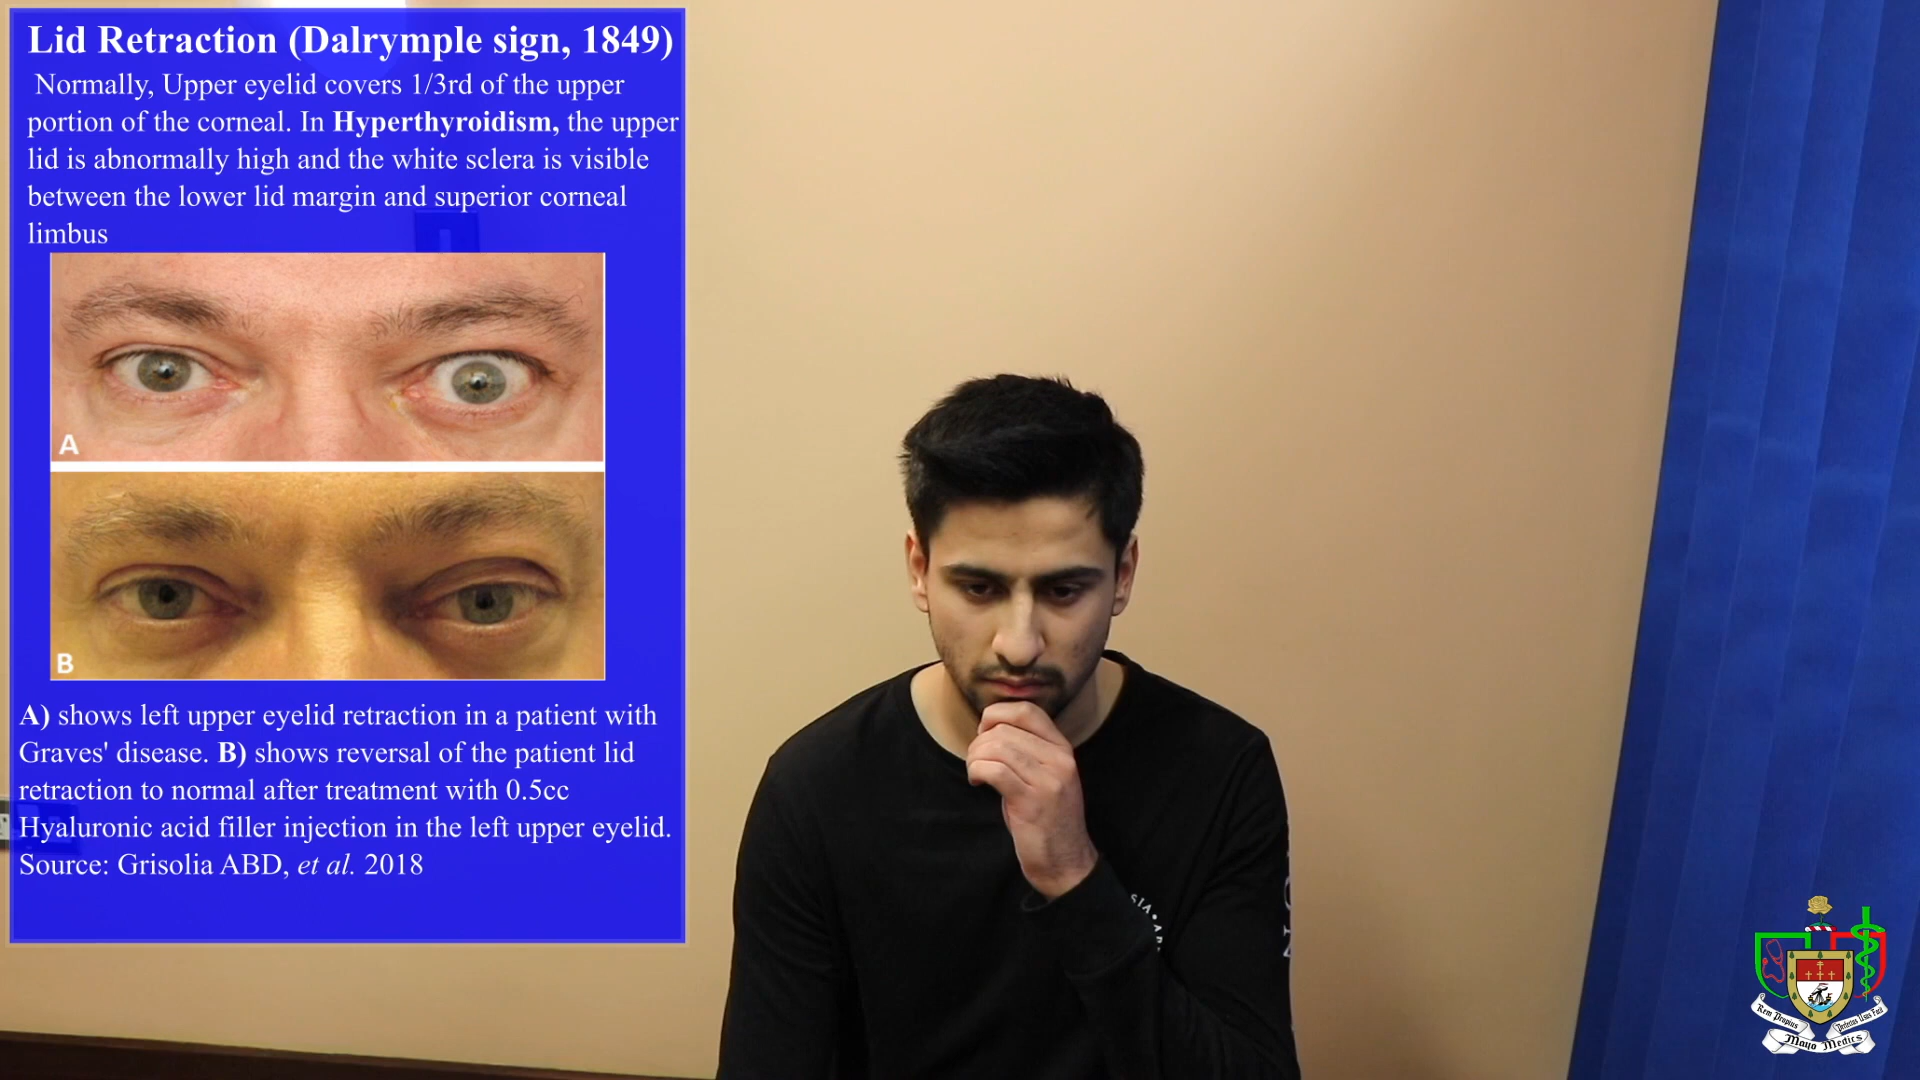 Lid Retraction (Dalrymple sign, 1849)
Normally, Upper eyelid covers 1/3rd of the upper
portion of the corneal. In Hyperthyroidism, the upper
lid is abnormally high and the white sclera is visible
between the lower lid margin and superior corneal
limbus
A
B
A) shows left upper eyelid retraction in a patient with
Graves' disease. B) shows reversal of the patient lid
retraction to normal after treatment with 0.5cc
Hyaluronic acid filler injection in the left upper eyelid.
Source: Grisolia ABD, et al. 2018
Rem Propius
Mayo Medics